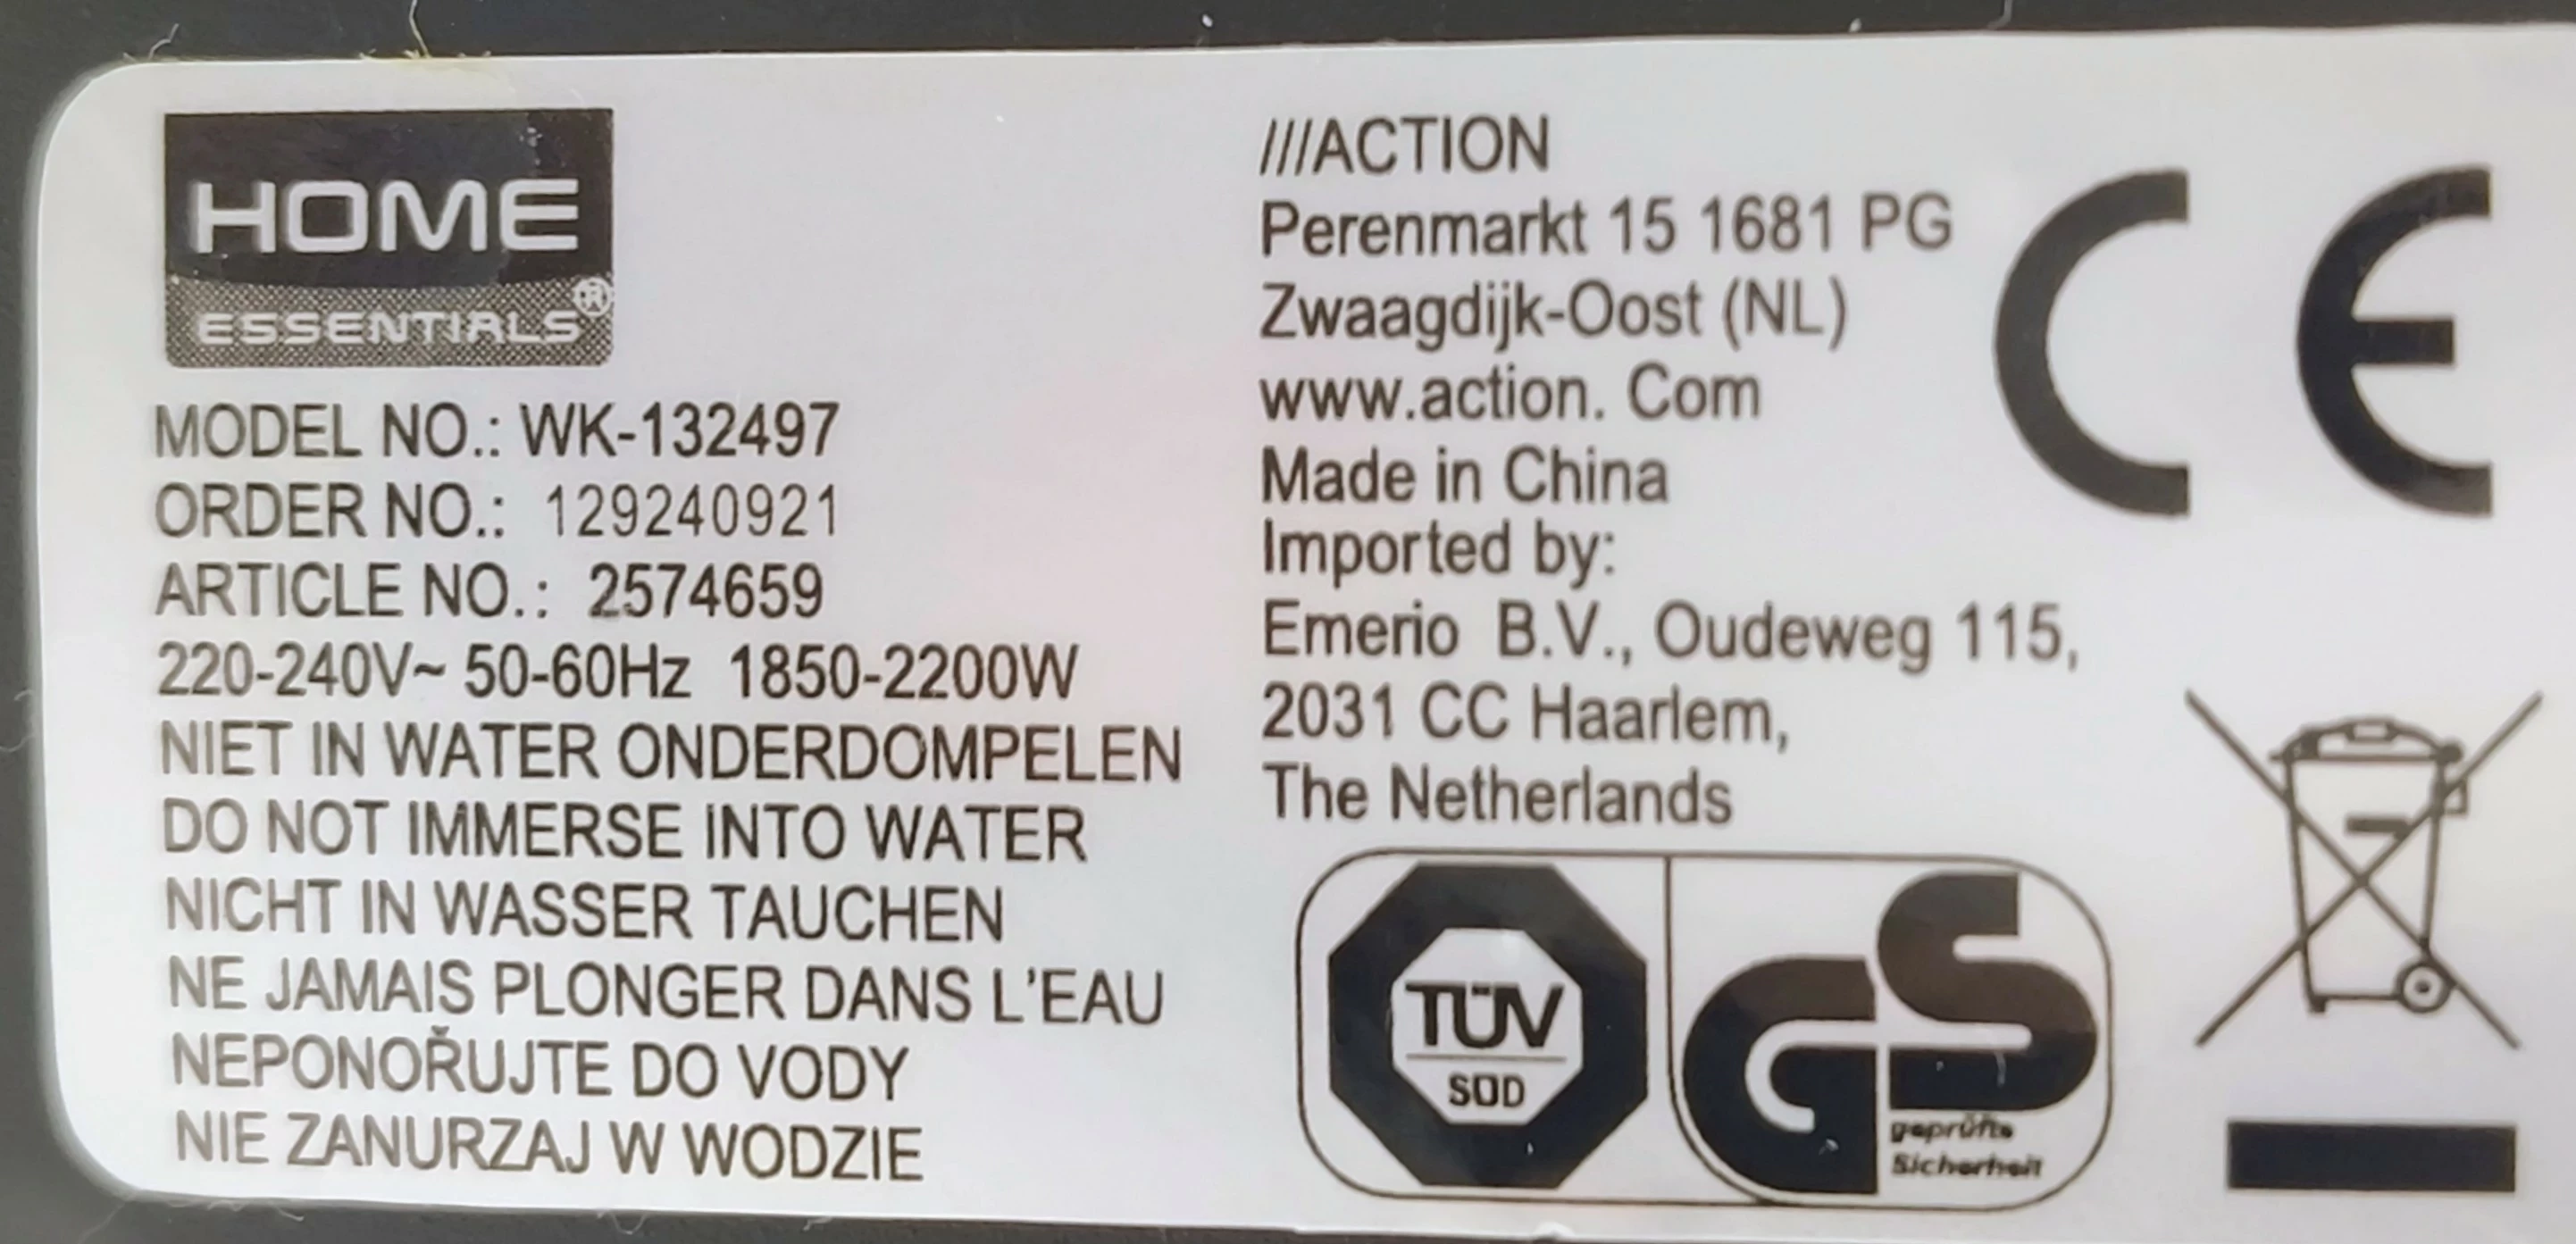 HOME
ESSENTIALS®
MODEL NO.: WK-132497
ORDER NO.: 129240921
ARTICLE NO.: 2574659
220-240V~ 50-60Hz 1850-2200W
NIET IN WATER ONDERDOMPELEN
DO NOT IMMERSE INTO WATER
NICHT IN WASSER TAUCHEN
NE JAMAIS PLONGER DANS L'EAU
NEPONOŘUJTE DO VODY
NIE ZANURZAJ W WODZIE
///ACTION
Perenmarkt 15 1681 PG
Zwaagdijk-Oost (NL)
www.action. Com
Made in China
Imported by:
Emerio B.V., Oudeweg 115,
2031 CC Haarlem,
The Netherlands
CE
TÜV
SÜD
GS
geprüfte
Sicherheit